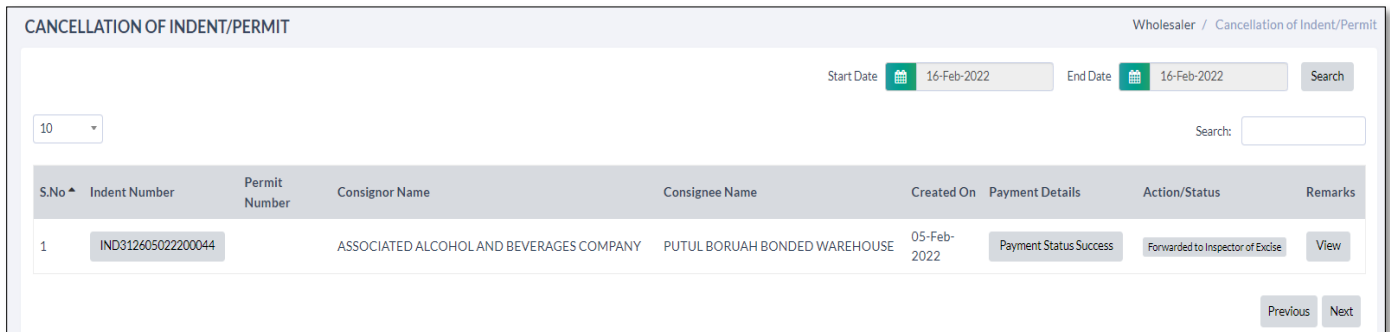 CANCELLATION OF INDENT/PERMIT
Wholesaler / Cancellation of Indent/Permit
Start Date 16-Feb-2022 End Date 16-Feb-2022 Search
10 Search:
S.No Indent Number Permit Number Consignor Name Consignee Name Created On Payment Details Action/Status Remarks
1 IND312605022200044 ASSOCIATED ALCOHOL AND BEVERAGES COMPANY PUTUL BORUAH BONDED WAREHOUSE 05-Feb-2022 Payment Status Success Forwarded to Inspector of Excise View
Previous Next